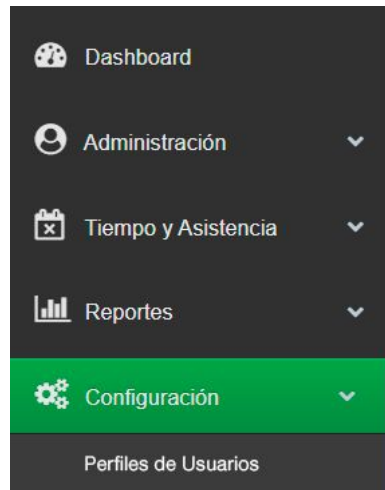 Dashboard
Administración
Tiempo y Asistencia
Reportes
Configuración
Perfiles de Usuarios